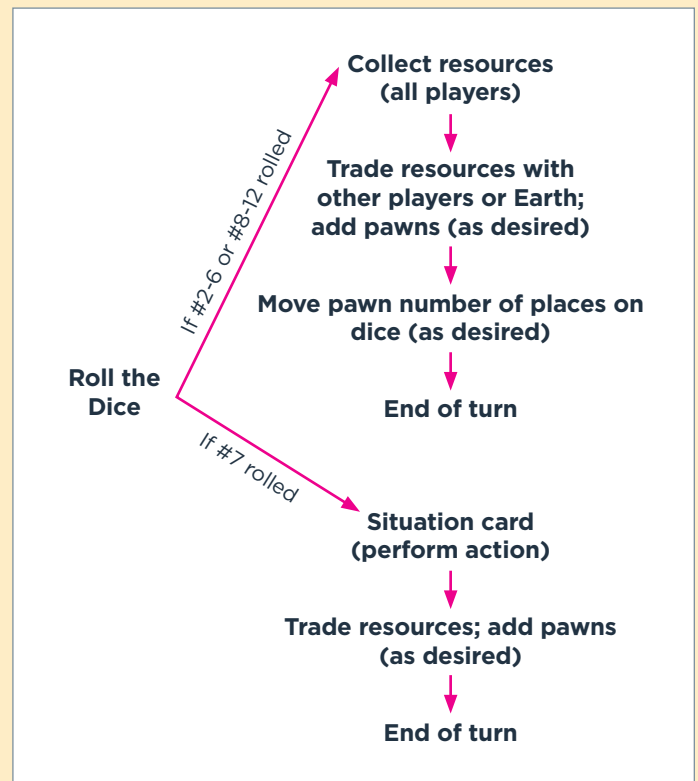 Collect resources
(all players)
If #2-6 or #8-12 rolled
Trade resources with
other players or Earth;
add pawns (as desired)
Move pawn number of places on
dice (as desired)
Roll the
Dice
End of turn
If #7 rolled
Situation card
(perform action)
Trade resources; add pawns
(as desired)
End of turn